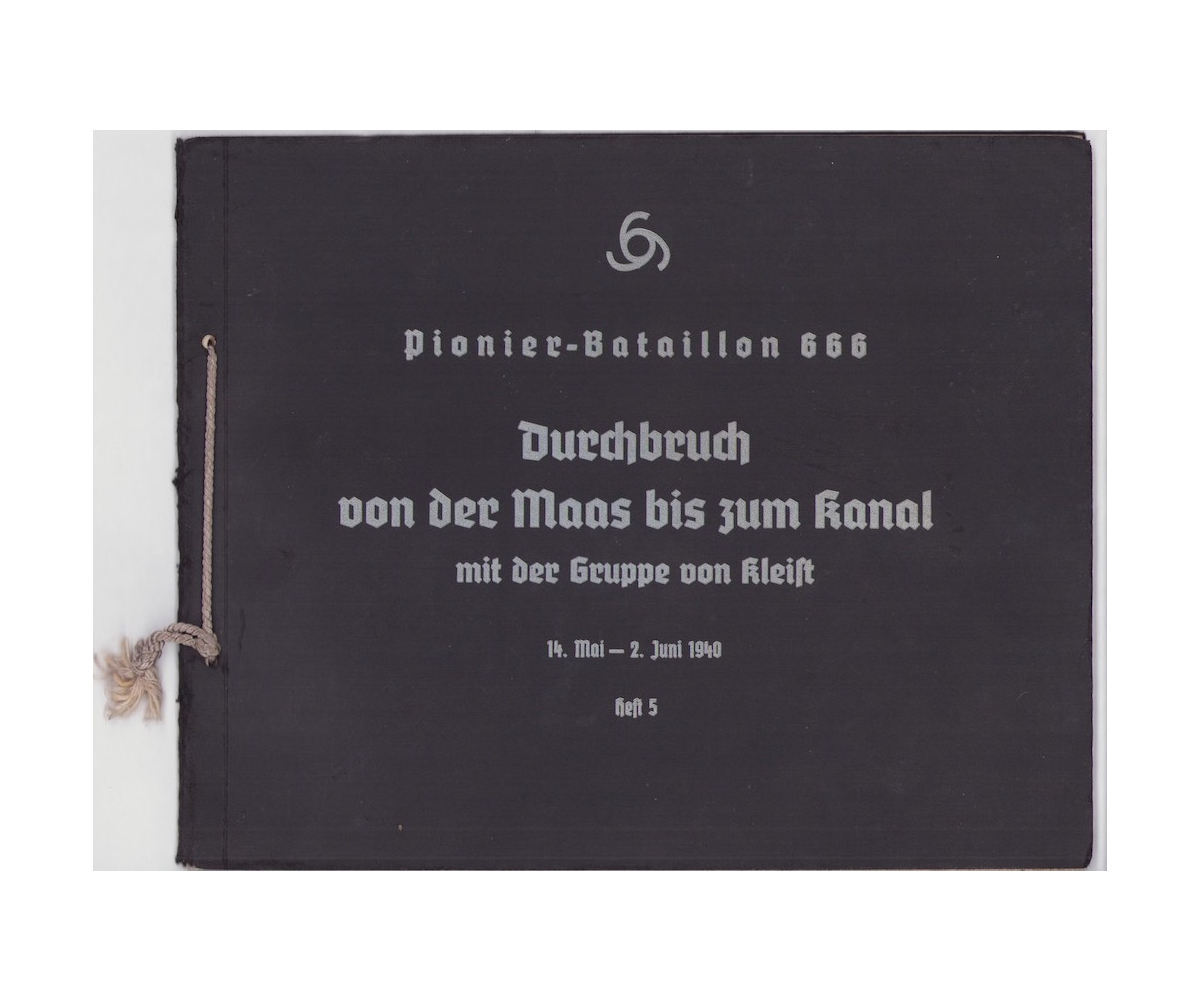 Pionier-Bataillon 666
Durchbruch
von der Maas bis zum Kanal
mit der Gruppe von Kleist
14. Mai — 2. Juni 1940
Heft 5